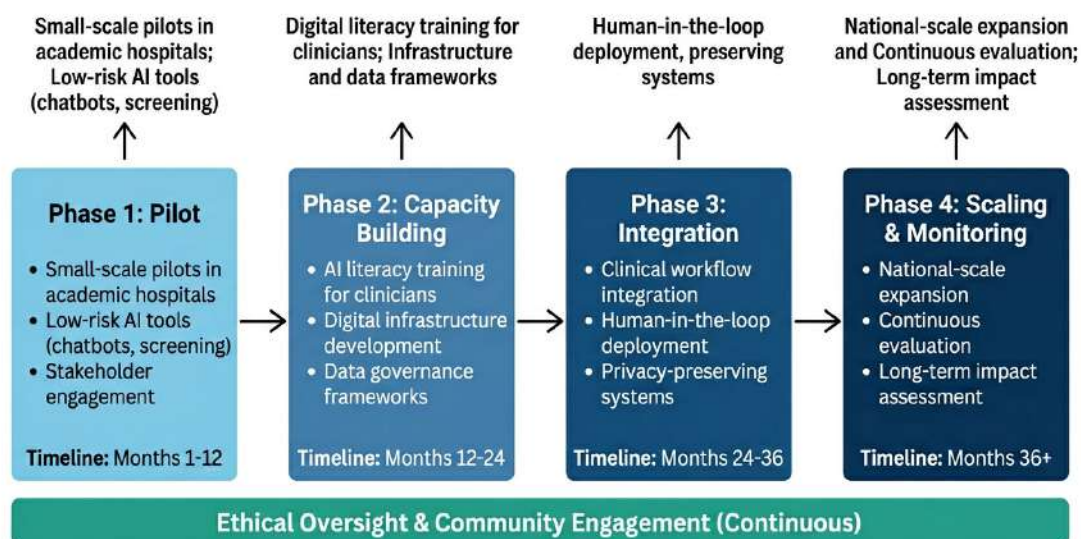 Small-scale pilots in
academic hospitals;
Low-risk AI tools
(chatbots, screening)
Digital literacy training for
clinicians; Infrastructure
and data frameworks
Human-in-the-loop
deployment, preserving
systems
National-scale expansion
and Continuous evaluation;
Long-term impact
assessment
Phase 1: Pilot
• Small-scale pilots in
academic hospitals
• Low-risk AI tools
(chatbots, screening)
• Stakeholder
engagement
Timeline: Months 1-12
Phase 2: Capacity
Building
• AI literacy training
for clinicians
• Digital infrastructure
development
• Data governance
frameworks
Timeline: Months 12-24
Phase 3:
Integration
• Clinical workflow
integration
• Human-in-the-loop
deployment
• Privacy-preserving
systems
Timeline: Months 24-36
Phase 4: Scaling
& Monitoring
• National-scale
expansion
• Continuous
evaluation
• Long-term impact
assessment
Timeline: Months 36+
Ethical Oversight & Community Engagement (Continuous)